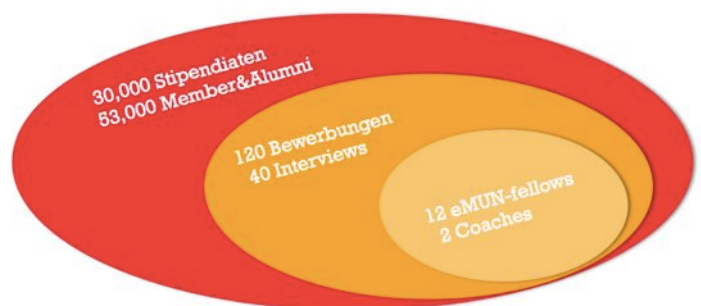 30,000 Stipendiaten
53,000 Member&Alumni
120 Bewerbungen
40 Interviews
12 eMUN-fellows
2 Coaches